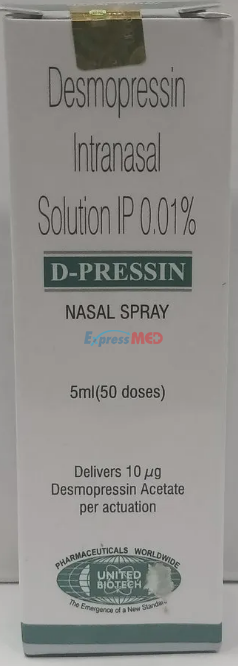 Desmopressin
Intranasal
Solution IP 0.01%
D-PRESSIN
NASAL SPRAY
ExpressMED
5ml(50 doses)
Delivers 10 µg
Desmopressin Acetate
per actuation
PHARMACEUTICALS WORLDWIDE
UNITED
BIOTECH
The Emergence of a New Standard